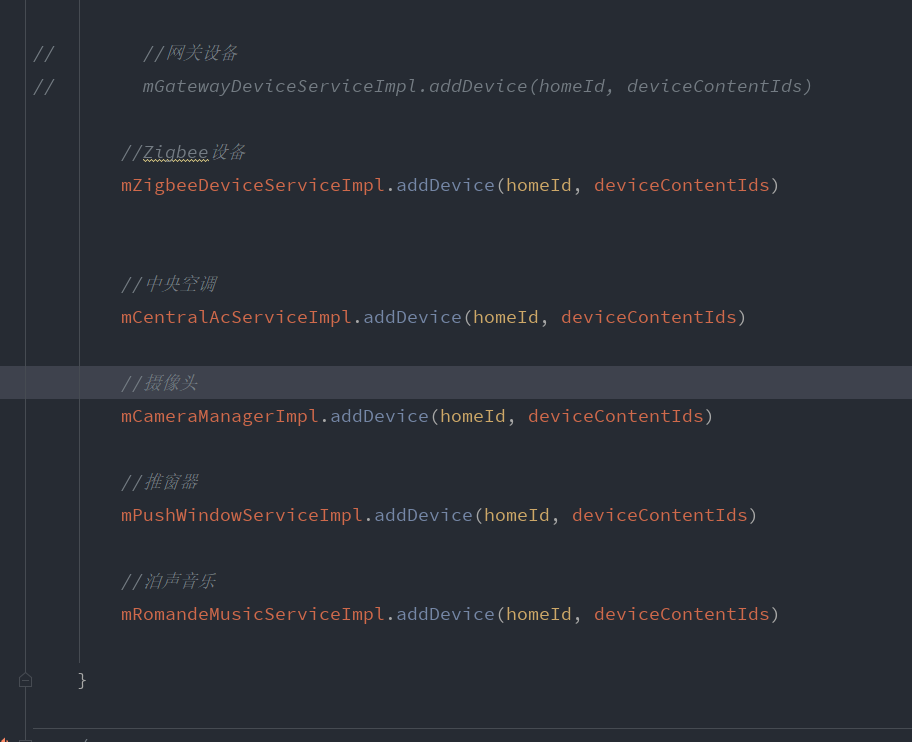 //        //网关设备
//        mGatewayDeviceServiceImpl.addDevice(homeId, deviceContentIds)
//Zigbee设备
mZigbeeDeviceServiceImpl.addDevice(homeId, deviceContentIds)
//中央空调
mCentralAcServiceImpl.addDevice(homeId, deviceContentIds)
//摄像头
mCameraManagerImpl.addDevice(homeId, deviceContentIds)
//推窗器
mPushWindowServiceImpl.addDevice(homeId, deviceContentIds)
//泊声音乐
mRomandeMusicServiceImpl.addDevice(homeId, deviceContentIds)
}